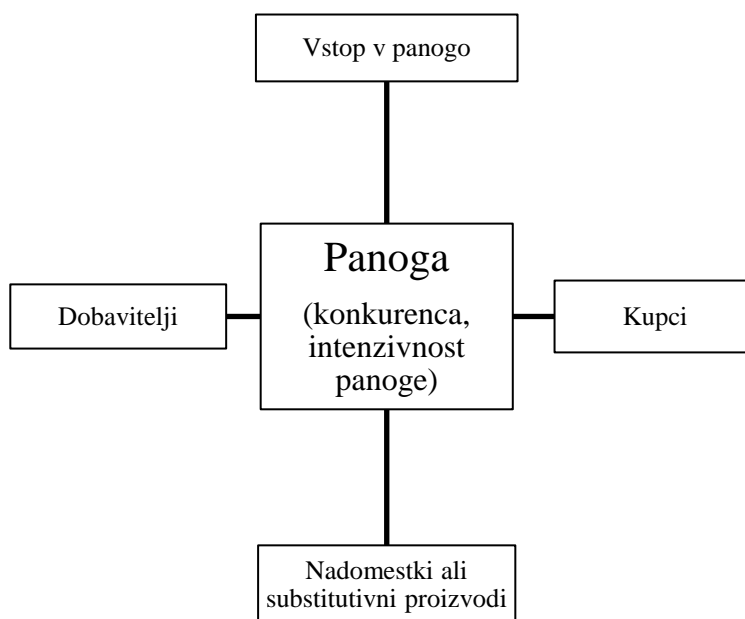 Vstop v panogo
Panoga
(konkurenca,
intenzivnost
panoge)
Dobavitelji
Kupci
Nadomestki ali
substitutivni proizvodi